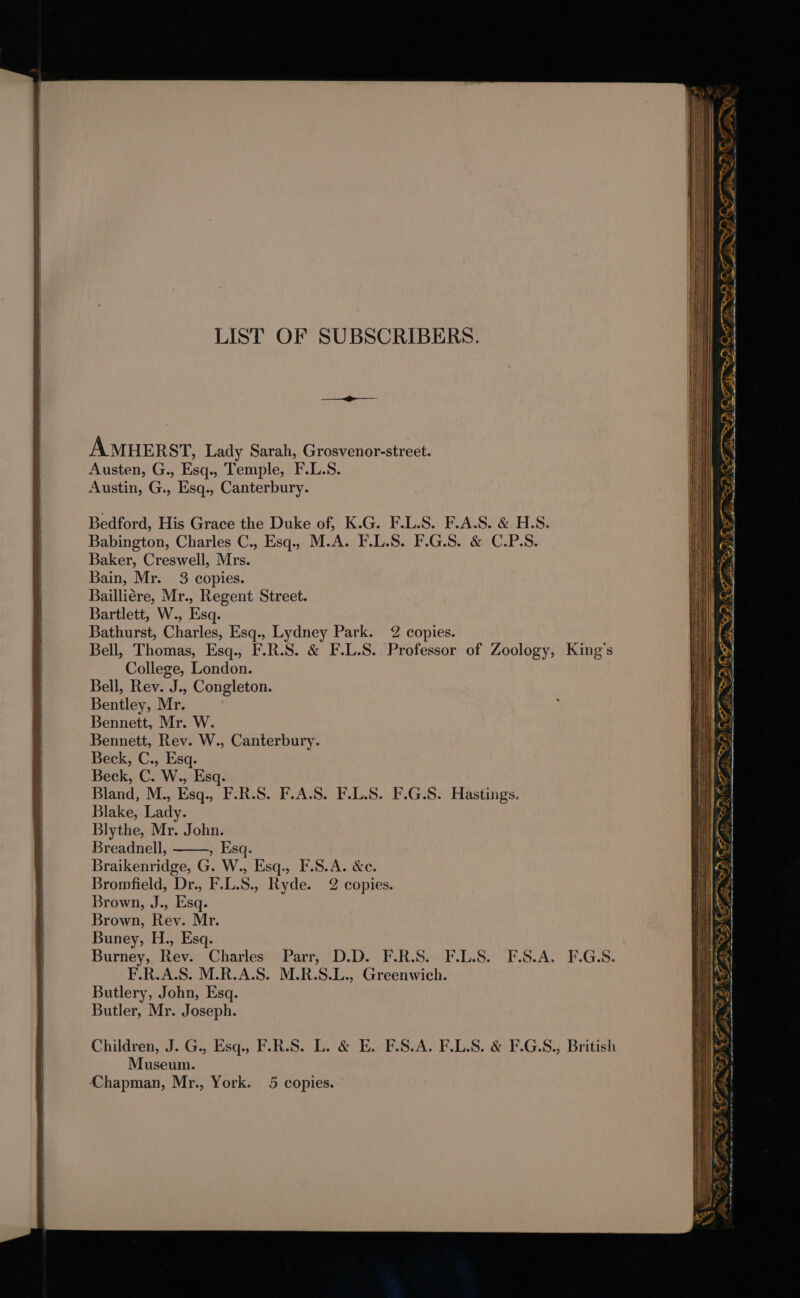 LIST OF SUBSCRIBERS.
AMHERST, Lady Sarah, Grosvenor-street.
Austen, G., Esq., Temple, F.L.S.
Austin, G., Esq., Canterbury.
Bedford, His Grace the Duke of, K.G. F.L.S. F.A.S. & H.S.
Babington, Charles C., Esq., M.A. F.L.S. F.G.S. & C.P.S.
Baker, Creswell, Mrs.
Bain, Mr. 3 copies.
Bailliére, Mr., Regent Street.
Bartlett, W., Esq.
Bathurst, Charles, Esq., Lydney Park. 2 copies.
Bell, Thomas, Esq., F.R.S. & F.L.S. Professor of Zoology, King's
College, London.
Bell, Rev. J., Congleton.
Bentley, Mr.
Bennett, Mr. W.
Bennett, Rev. W., Canterbury.
Beck, C., Esq.
Beck, C. W., Esq.
Bland, M., Esq., F.R.S. F.A.S. F.L.S. F.G.S. Hastings.
Blake, Lady.
Blythe, Mr. John.
Breadnell, ——, Esq.
Braikenridge, G. W., Esq., F.S.A. &c.
Bromfield, Dr., F.L.S., Ryde. 2 copies.
Brown, J., Esq.
Brown, Rev. Mr.
Buney, H., Esq.
Burney, Rev. Charles Parr, D.D. F.R.S. F.L.S. F.S.A. F.G.S.
F.R.A.S. M.R.A.S. M.R.S.L., Greenwich.
Butlery, John, Esq.
Butler, Mr. Joseph.
Children, J. G., Esq., F.R.S. L. & E. F.S.A. F.L.S. & F.G.S., British
Museum.
Chapman, Mr., York. 5 copies.